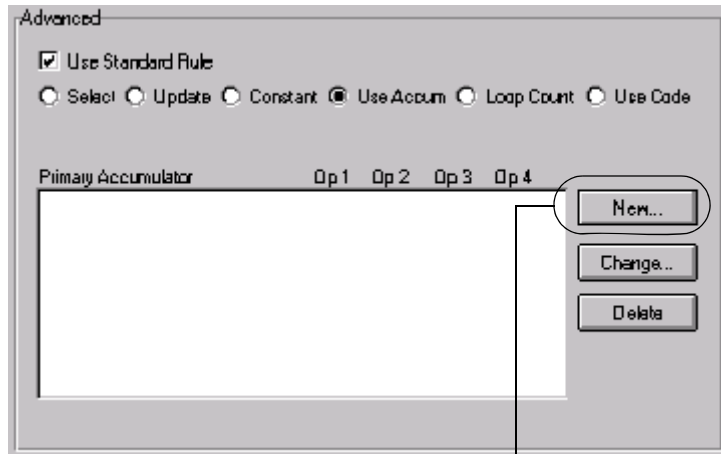 Advanced
Use Standard Rule
Select Update Constant Use Accum Loop Count Use Code
Primary Accumulator Op 1 Op 2 Op 3 Op 4
New...
Change...
Delete